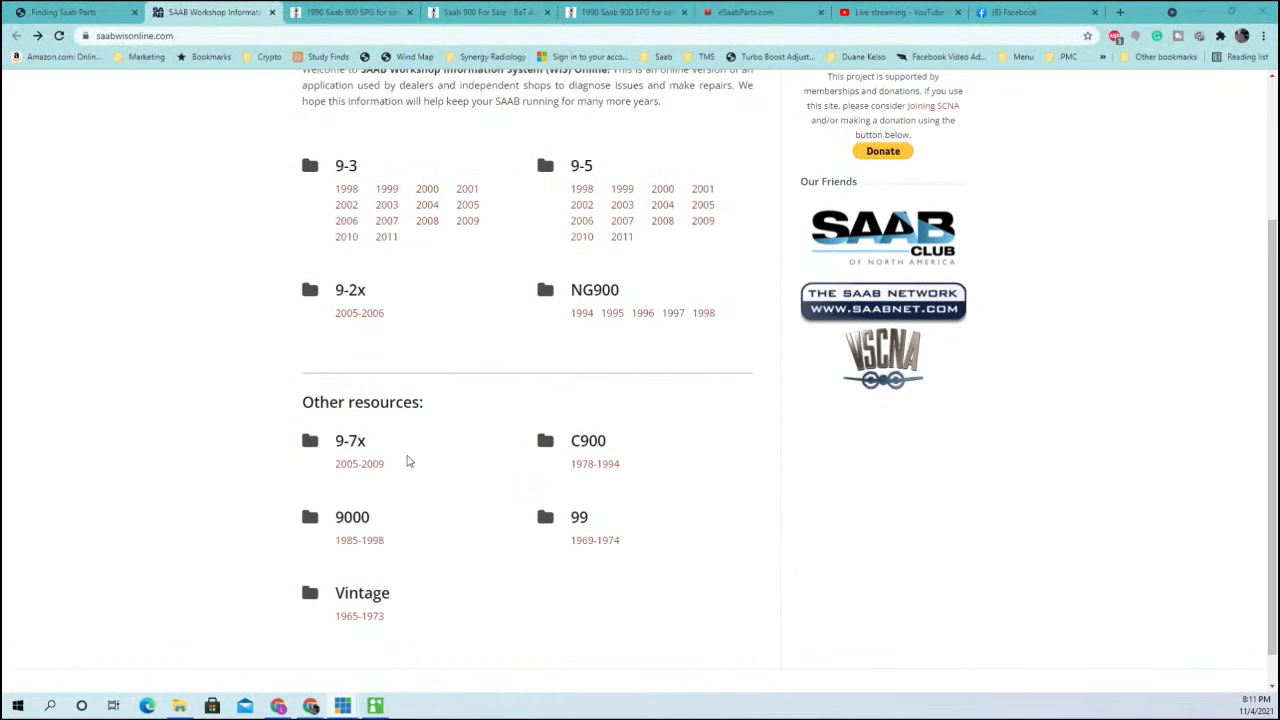 Finding Saab Parts
SAAB Workshop Informati
1990 Saab 900 SPG for sa
Saab 900 For Sale - BaT A
1990 Saab 900 SPG for se
eSaabParts.com
Live streaming - YouTube
(6) Facebook
saabwisonline.com
Amazon.com: Onlin...
Marketing
Bookmarks
Crypto
Study Finds
Wind Map
Synergy Radiology
Sign in to your acco...
Saab
TMS
Turbo Boost Adjust...
Duane Kelso
Facebook Video Ad...
Menu
PMC
»
Other bookmarks
Reading list
Welcome to SAAB Workshop Information System (WIS) Online! This is an online version of an
application used by dealers and independent shops to diagnose issues and make repairs. We
hope this information will help keep your SAAB running for many more years.
9-3
1998 1999 2000 2001
2002 2003 2004 2005
2006 2007 2008 2009
2010 2011
9-5
1998 1999 2000 2001
2002 2003 2004 2005
2006 2007 2008 2009
2010 2011
9-2x
2005-2006
NG900
1994 1995 1996 1997 1998
Other resources:
9-7x
2005-2009
C900
1978-1994
9000
1985-1998
99
1969-1974
Vintage
1965-1973
This project is supported by
memberships and donations. If you use
this site. please consider joining SCNA
and/or making a donation using the
button below.
Donate
Our Friends
SAAB
CLUB
OF NORTH AMERICA
THE SAAB NETWORK
WWW.SAABNET.COM
VSCNA
8:11 PM
11/4/2021